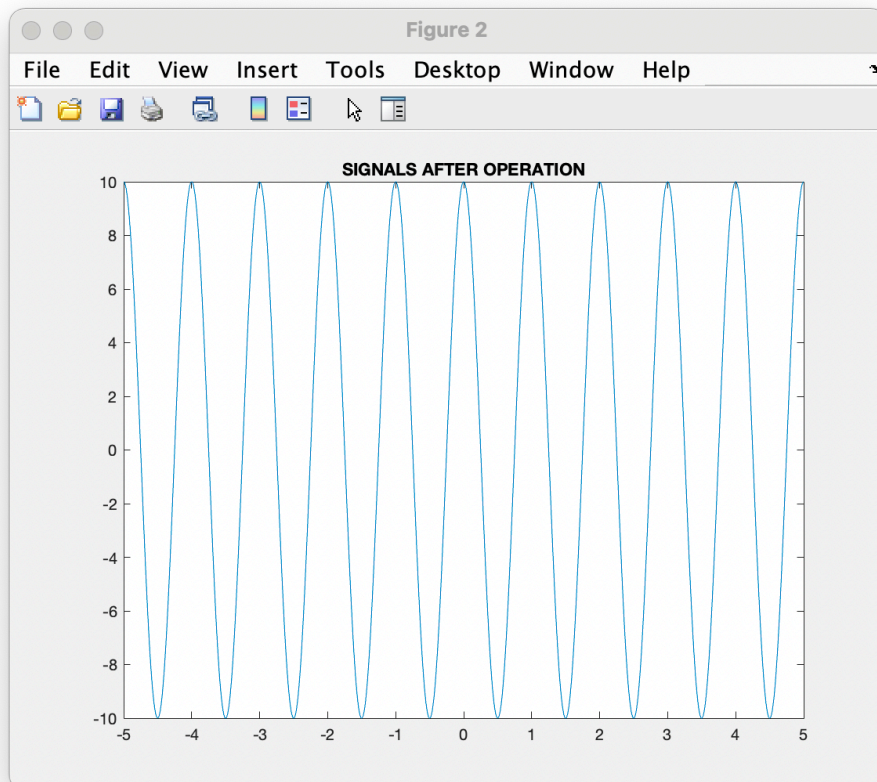 Figure 2
File Edit View Insert Tools Desktop Window Help
SIGNALS AFTER OPERATION
10
8
6
4
2
0
-2
-4
-6
-8
-10
-5 -4 -3 -2 -1 0 1 2 3 4 5